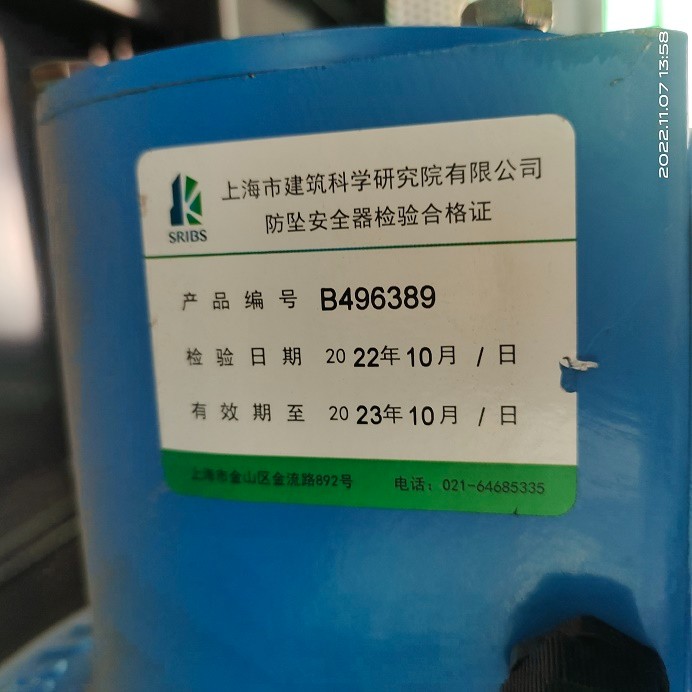 2022.11.07 13:58
上海市建筑科学研究院有限公司
SRIBS
防坠安全器检验合格证
产品编号 B496389
检验日期 2022年10月 / 日
有效期至 2023年10月 / 日
上海市金山区金流路892号 电话：021-64685335